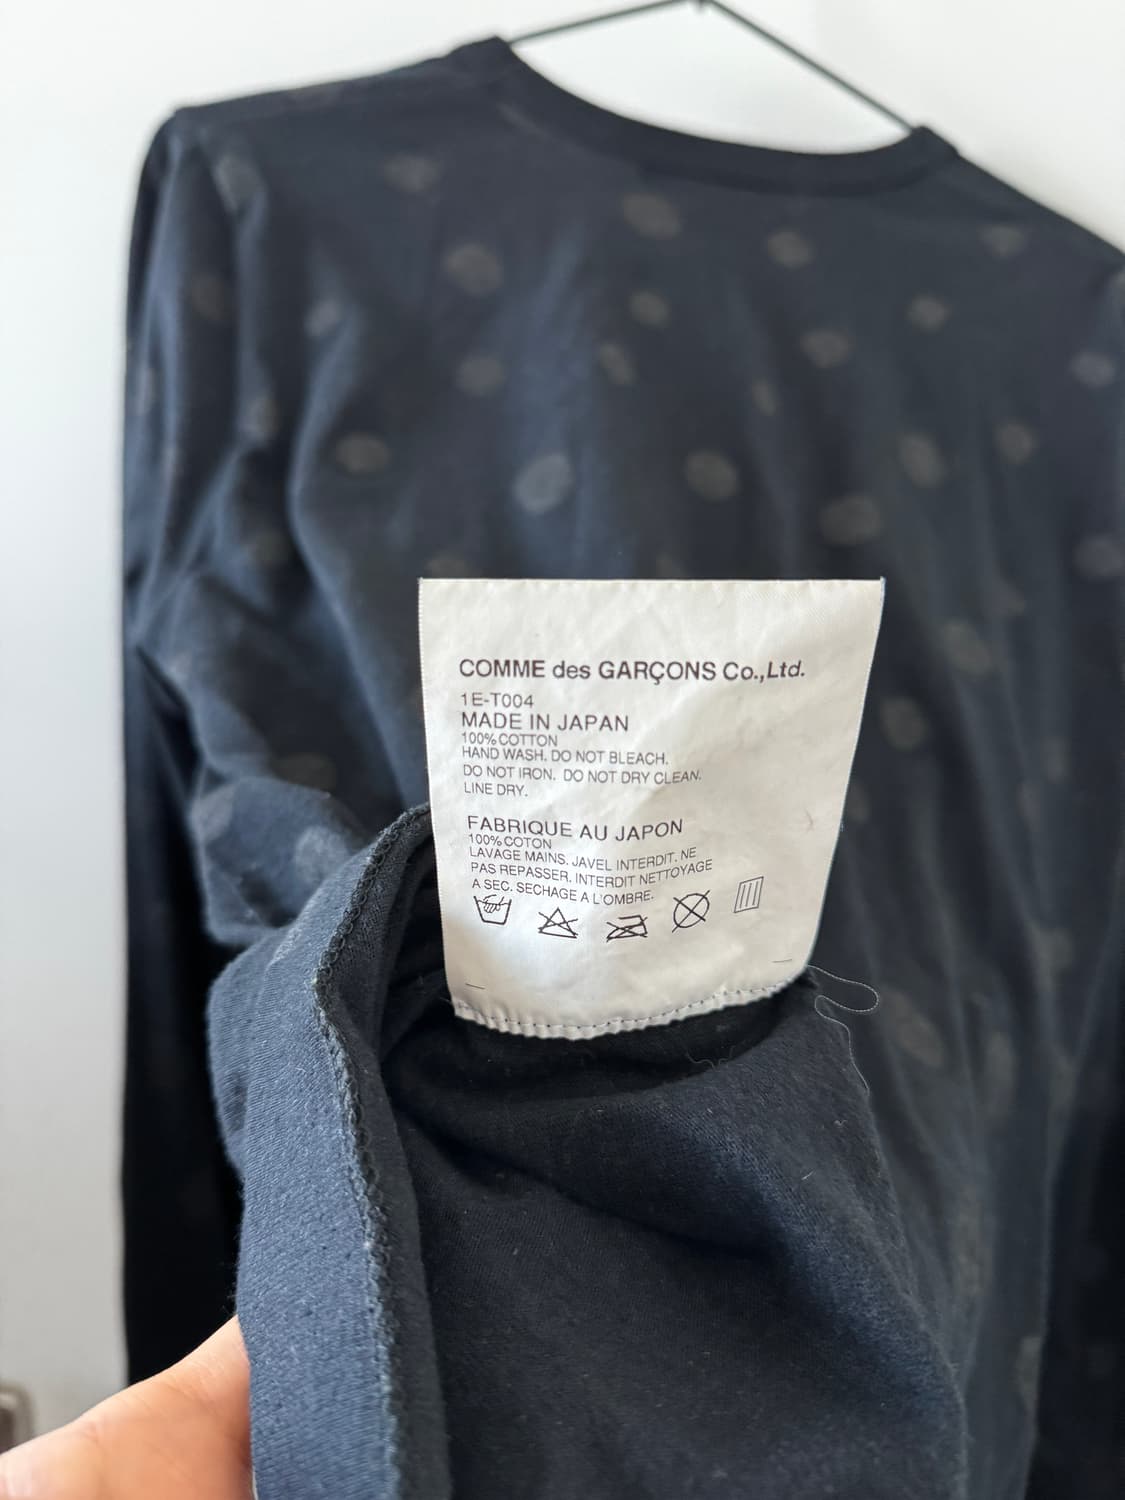 COMME des GARÇONS Co.,Ltd.
1E-T004
MADE IN JAPAN
100% COTTON
HAND WASH. DO NOT BLEACH.
DO NOT IRON. DO NOT DRY CLEAN.
LINE DRY.
FABRIQUE AU JAPON
100% COTON
LAVAGE MAINS. JAVEL INTERDIT. NE
PAS REPASSER. INTERDIT NETTOYAGE
A SEC. SECHAGE A L'OMBRE.